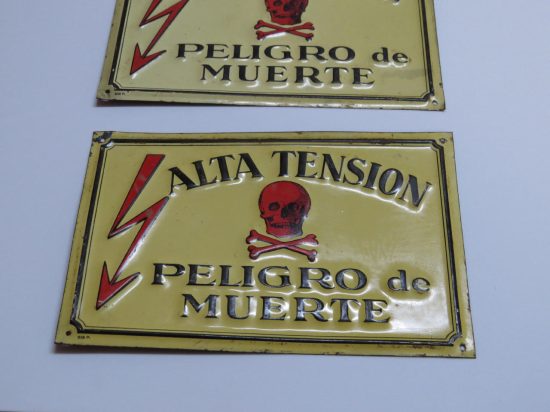 PELIGRO de
MUERTE
ALTA TENSION
PELIGRO de
MUERTE